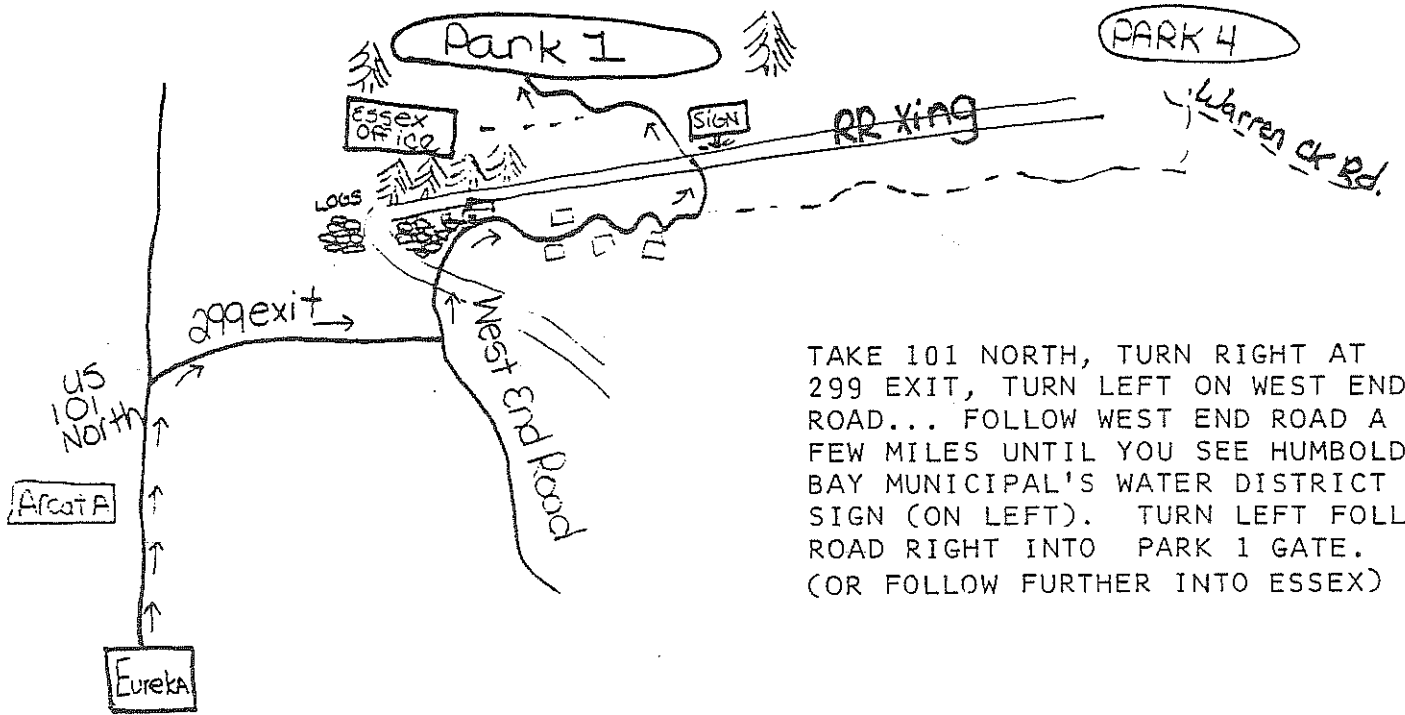 Park 1
PARK 4
Essex
Office
SIGN
RR Xing
Warren Ck Rd.
LOGS
299 exit
West End Road
US
101
North
ArcatA
EurekA
TAKE 101 NORTH, TURN RIGHT AT
299 EXIT, TURN LEFT ON WEST END
ROAD... FOLLOW WEST END ROAD A
FEW MILES UNTIL YOU SEE HUMBOLD
BAY MUNICIPAL'S WATER DISTRICT
SIGN (ON LEFT). TURN LEFT FOLL
ROAD RIGHT INTO PARK 1 GATE.
(OR FOLLOW FURTHER INTO ESSEX)